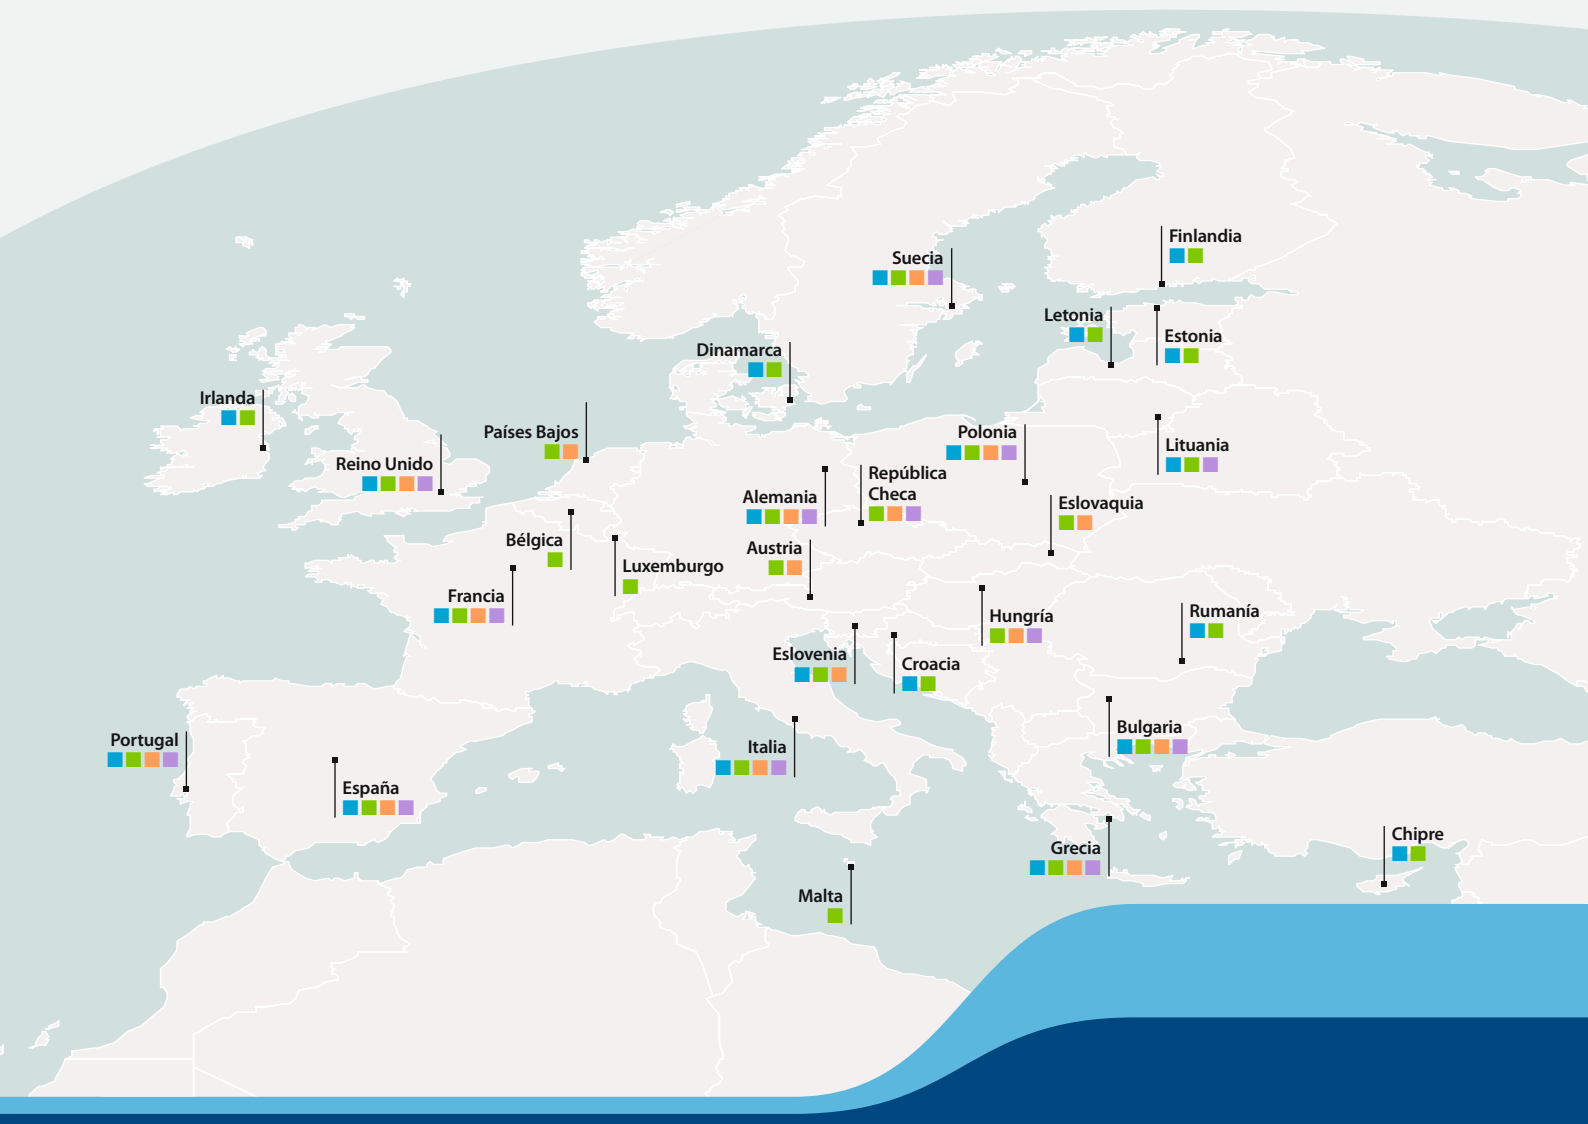 Finlandia
Suecia
Letonia
Estonia
Dinamarca
Irlanda
Países Bajos
Polonia
Lituania
Reino Unido
República
Checa
Alemania
Eslovaquia
Bélgica
Austria
Luxemburgo
Francia
Hungría
Rumanía
Eslovenia
Croacia
Bulgaria
Portugal
Italia
España
Chipre
Grecia
Malta